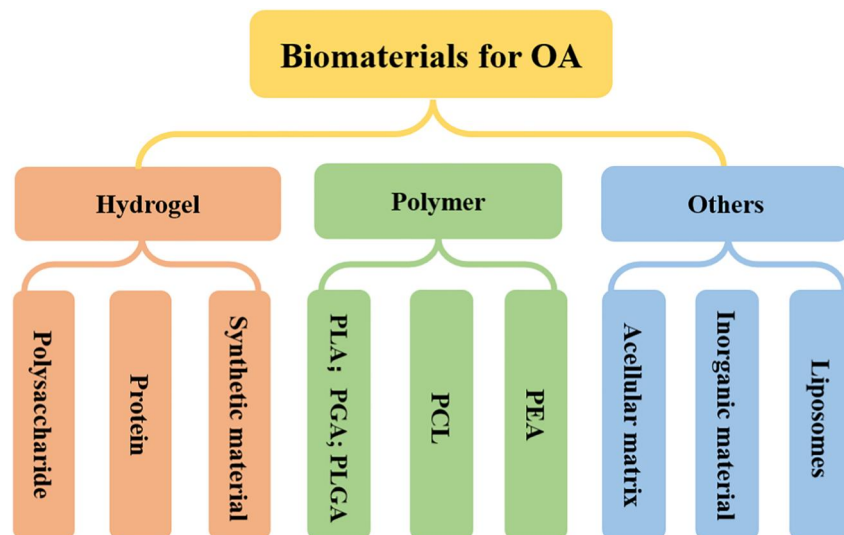 Biomaterials for OA
Hydrogel
Polymer
Others
Polysaccharide
Protein
Synthetic material
PLA; PGA; PLGA
PCL
PEA
Acellular matrix
Inorganic material
Liposomes